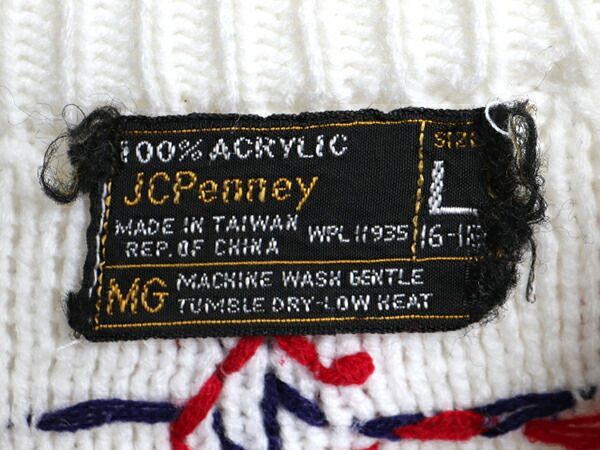 100% ACRYLIC
JCPenney
MADE IN TAIWAN
REP. OF CHINA
WPL 11935
SIZE
L
MG
MACHINE WASH GENTLE
TUMBLE DRY-LOW HEAT